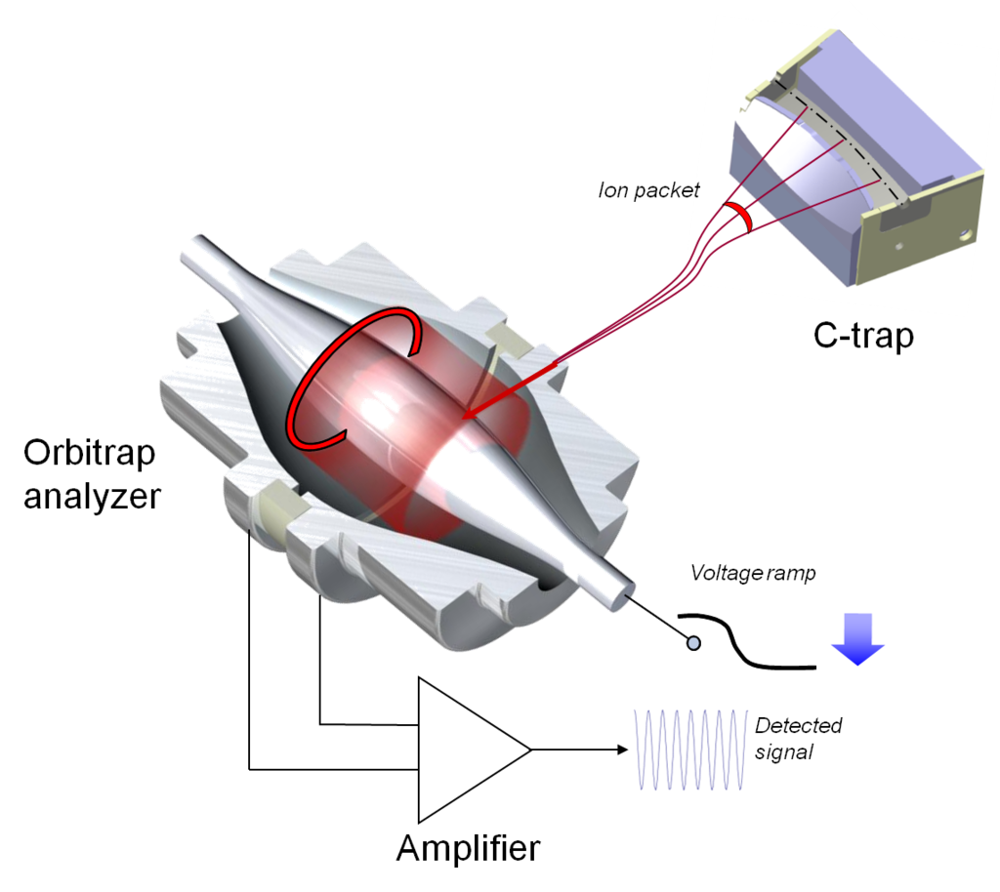 Ion packet
C-trap
Orbitrap
analyzer
Voltage ramp
Detected
signal
Amplifier